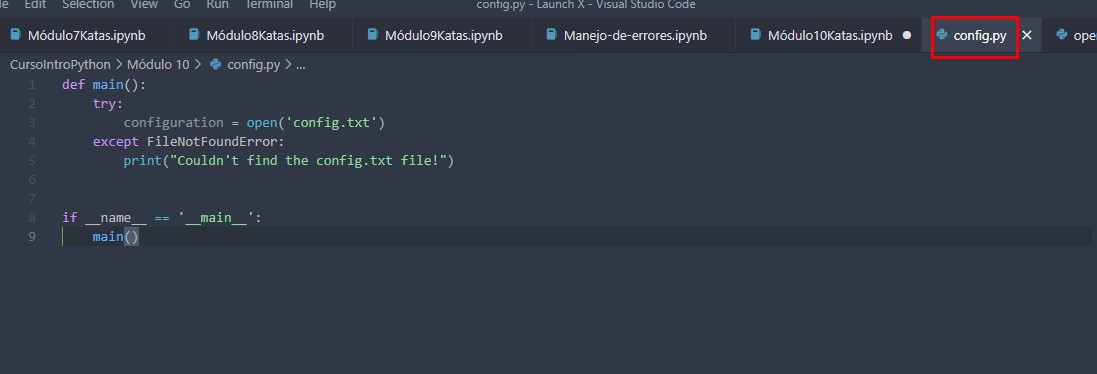 Edit Selection View Go Run Terminal Help config.py - Launch X - Visual Studio Code
Módulo7Katas.ipynb Módulo8Katas.ipynb Módulo9Katas.ipynb Manejo-de-errores.ipynb Módulo10Katas.ipynb config.py
CursoIntroPython > Módulo 10 > config.py > ...
1 def main():
2 try:
3 configuration = open('config.txt')
4 except FileNotFoundError:
5 print("Couldn't find the config.txt file!")
6
7
8 if __name__ == '__main__':
9 main()